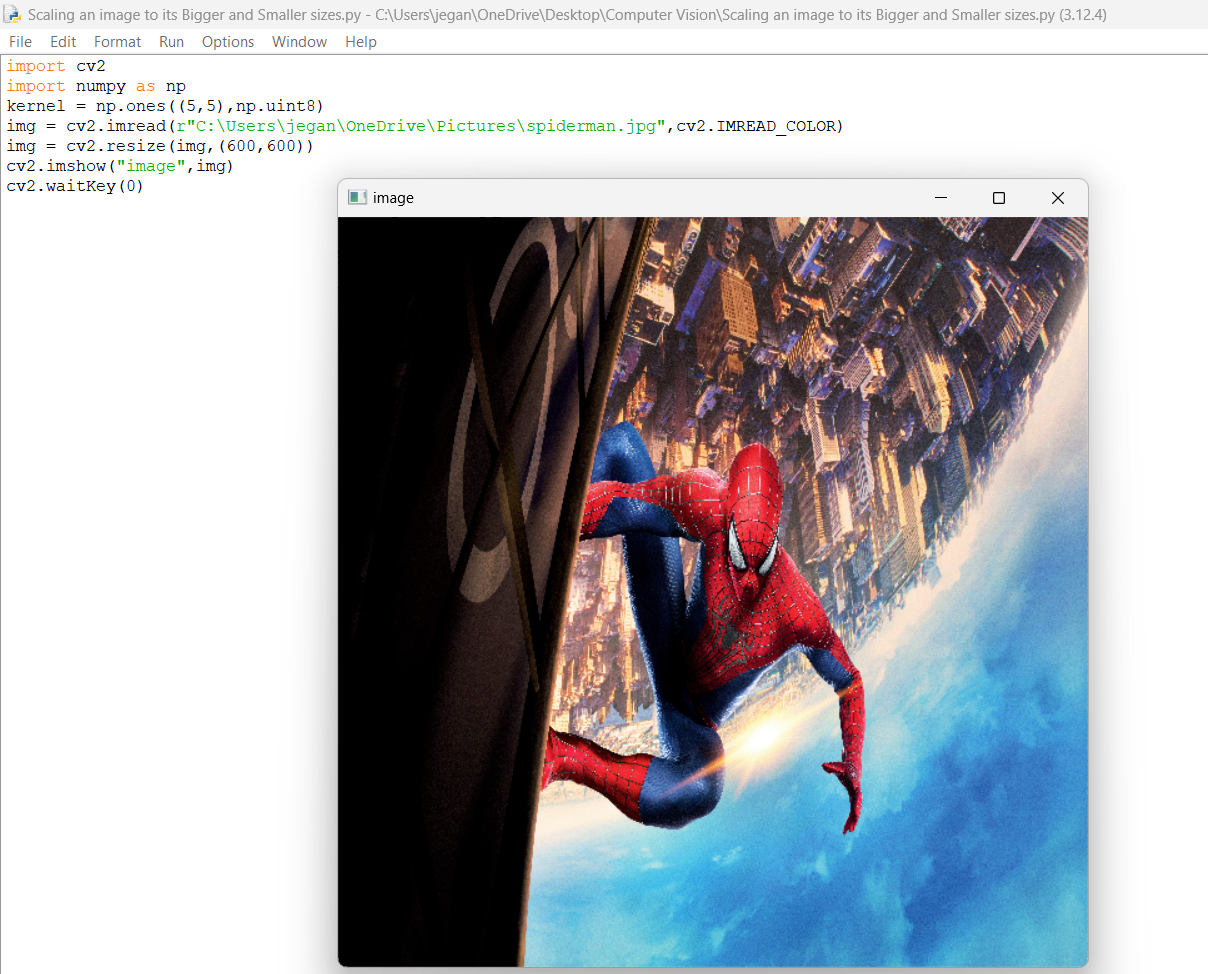 Scaling an image to its Bigger and Smaller sizes.py - C:\Users\jegan\OneDrive\Desktop\Computer Vision\Scaling an image to its Bigger and Smaller sizes.py (3.12.4)
File Edit Format Run Options Window Help
import cv2
import numpy as np
kernel = np.ones((5,5),np.uint8)
img = cv2.imread(r"C:\Users\jegan\OneDrive\Pictures\spiderman.jpg",cv2.IMREAD_COLOR)
img = cv2.resize(img,(600,600))
cv2.imshow("image",img)
cv2.waitKey(0)
image